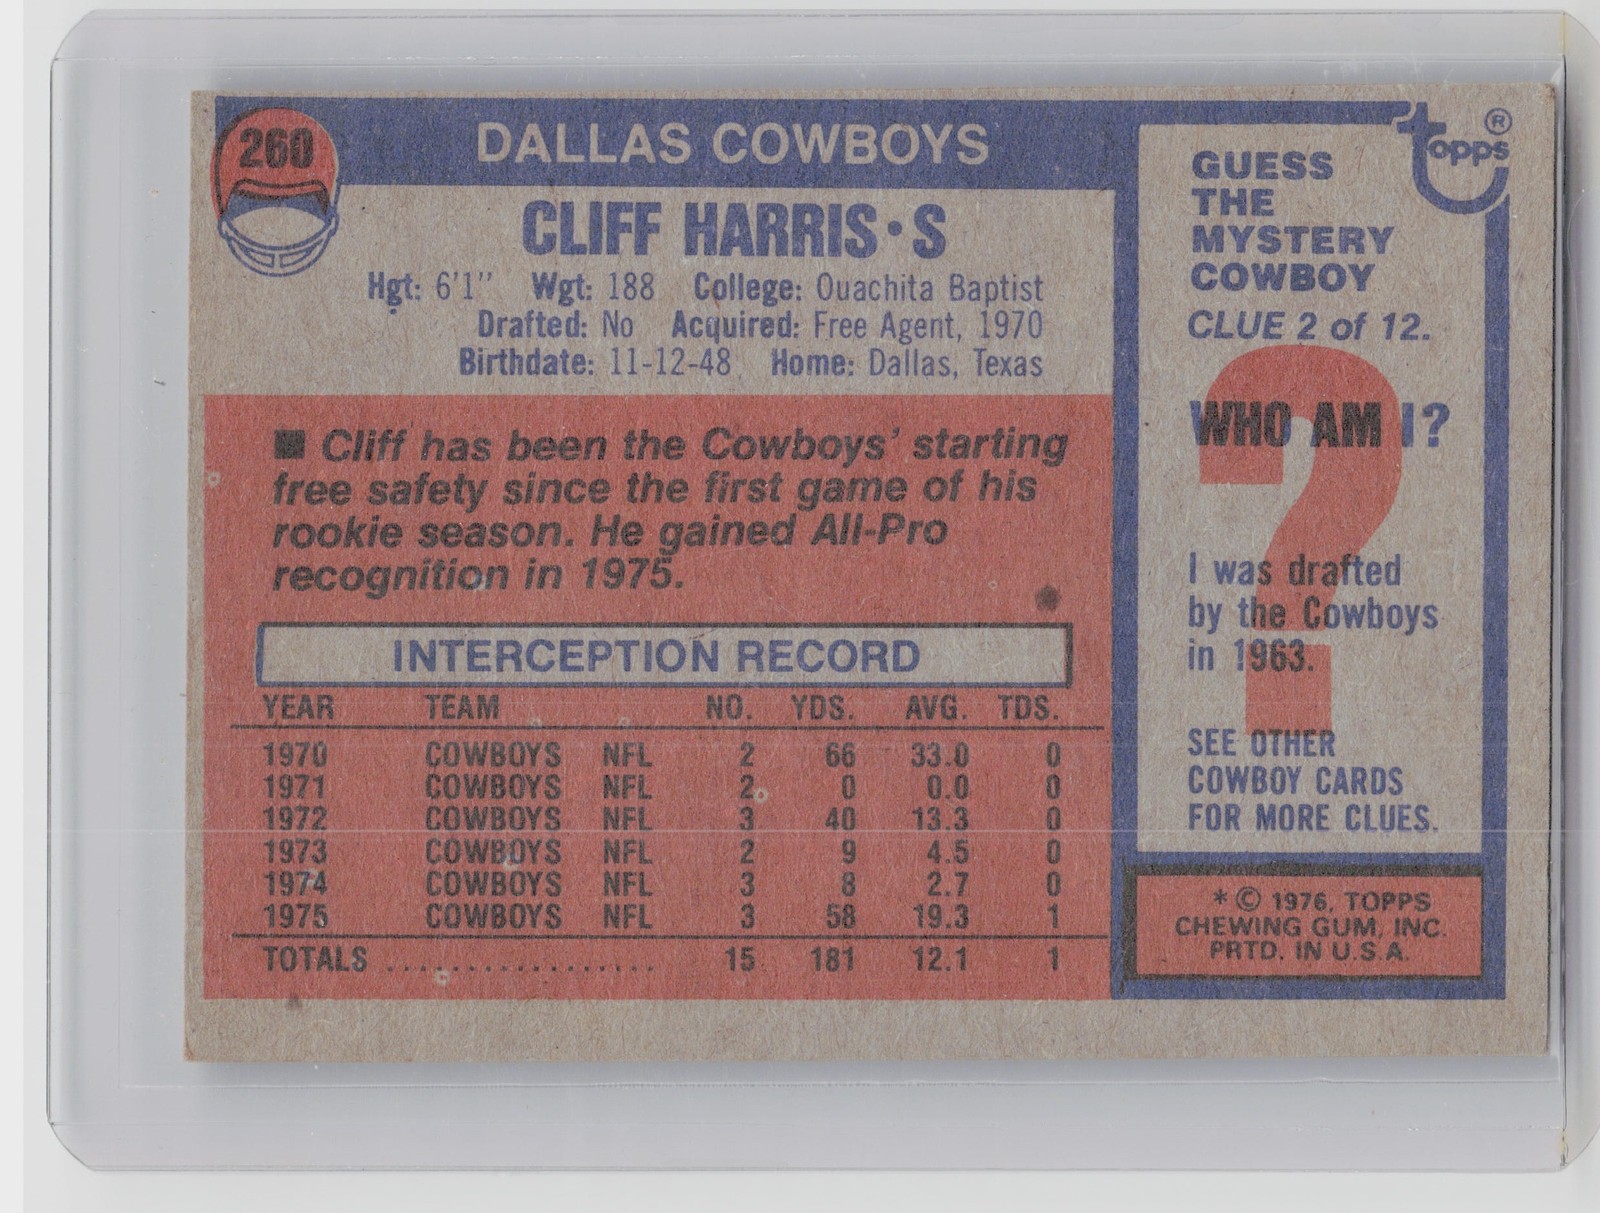 260
DALLAS COWBOYS
CLIFF HARRIS • S
Hgt: 6'1" Wgt: 188 College: Ouachita Baptist
Drafted: No Acquired: Free Agent, 1970
Birthdate: 11-12-48 Home: Dallas, Texas
■ Cliff has been the Cowboys' starting
free safety since the first game of his
rookie season. He gained All-Pro
recognition in 1975.
INTERCEPTION RECORD
YEAR TEAM NO. YDS. AVG. TDS.
1970 COWBOYS NFL 2 66 33.0 0
1971 COWBOYS NFL 2 0 0.0 0
1972 COWBOYS NFL 3 40 13.3 0
1973 COWBOYS NFL 2 9 4.5 0
1974 COWBOYS NFL 3 8 2.7 0
1975 COWBOYS NFL 3 58 19.3 1
TOTALS .................. 15 181 12.1 1
topps ®
GUESS
THE
MYSTERY
COWBOY
CLUE 2 of 12.
WHO AM I?
?
I was drafted
by the Cowboys
in 1963.
SEE OTHER
COWBOY CARDS
FOR MORE CLUES.
* © 1976, TOPPS
CHEWING GUM, INC.
PRTD. IN U.S.A.